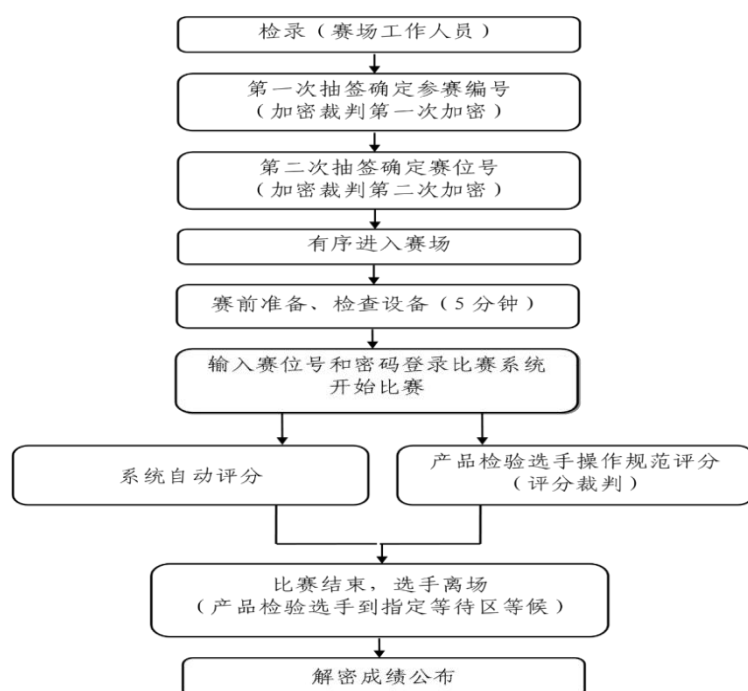 检录（赛场工作人员）
第一次抽签确定参赛编号
（加密裁判第一次加密）
第二次抽签确定赛位号
（加密裁判第二次加密）
有序进入赛场
赛前准备、检查设备（5 分钟）
输入赛位号和密码登录比赛系统
开始比赛
系统自动评分
产品检验选手操作规范评分
（评分裁判）
比赛结束，选手离场
（产品检验选手到指定等待区等候）
解密成绩公布